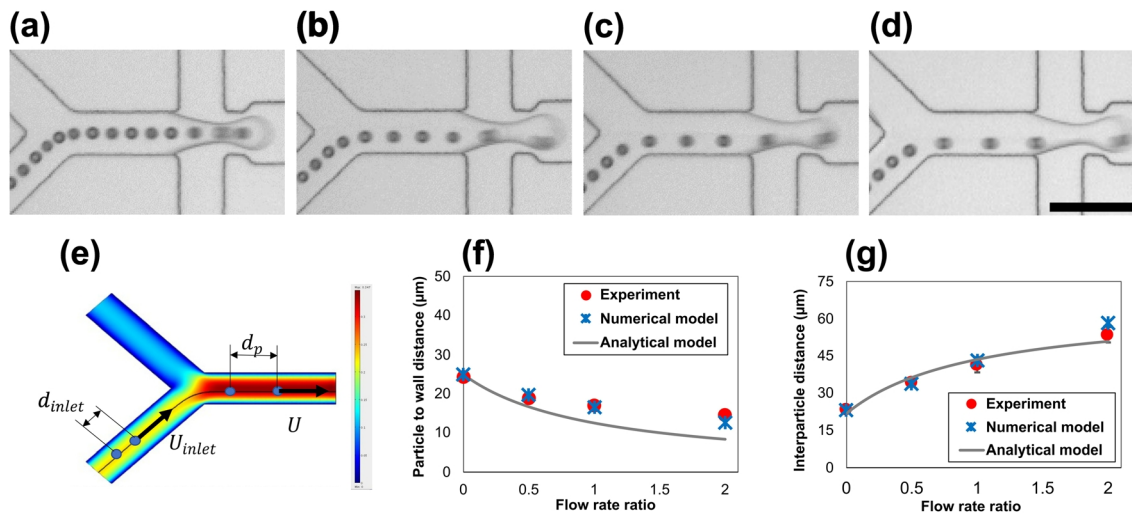 (a)
(b)
(c)
(d)
(e)
d_p
d_inlet
U_inlet
U
(f)
Particle to wall distance (μm)
50
40
30
20
10
0
Experiment
Numerical model
Analytical model
0
0.5
1
1.5
2
Flow rate ratio
(g)
Interparticle distance (μm)
75
60
45
30
15
0
Experiment
Numerical model
Analytical model
0
0.5
1
1.5
2
Flow rate ratio